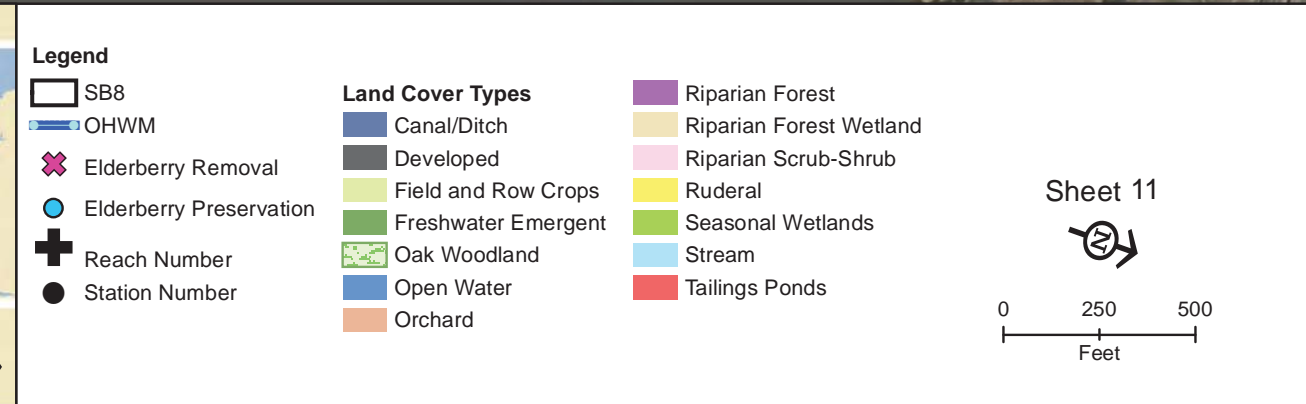 Legend
SB8
OHWM
Elderberry Removal
Elderberry Preservation
Reach Number
Station Number
Land Cover Types
Canal/Ditch
Developed
Field and Row Crops
Freshwater Emergent
Oak Woodland
Open Water
Orchard
Riparian Forest
Riparian Forest Wetland
Riparian Scrub-Shrub
Ruderal
Seasonal Wetlands
Stream
Tailings Ponds
Sheet 11
N
0 250 500
Feet